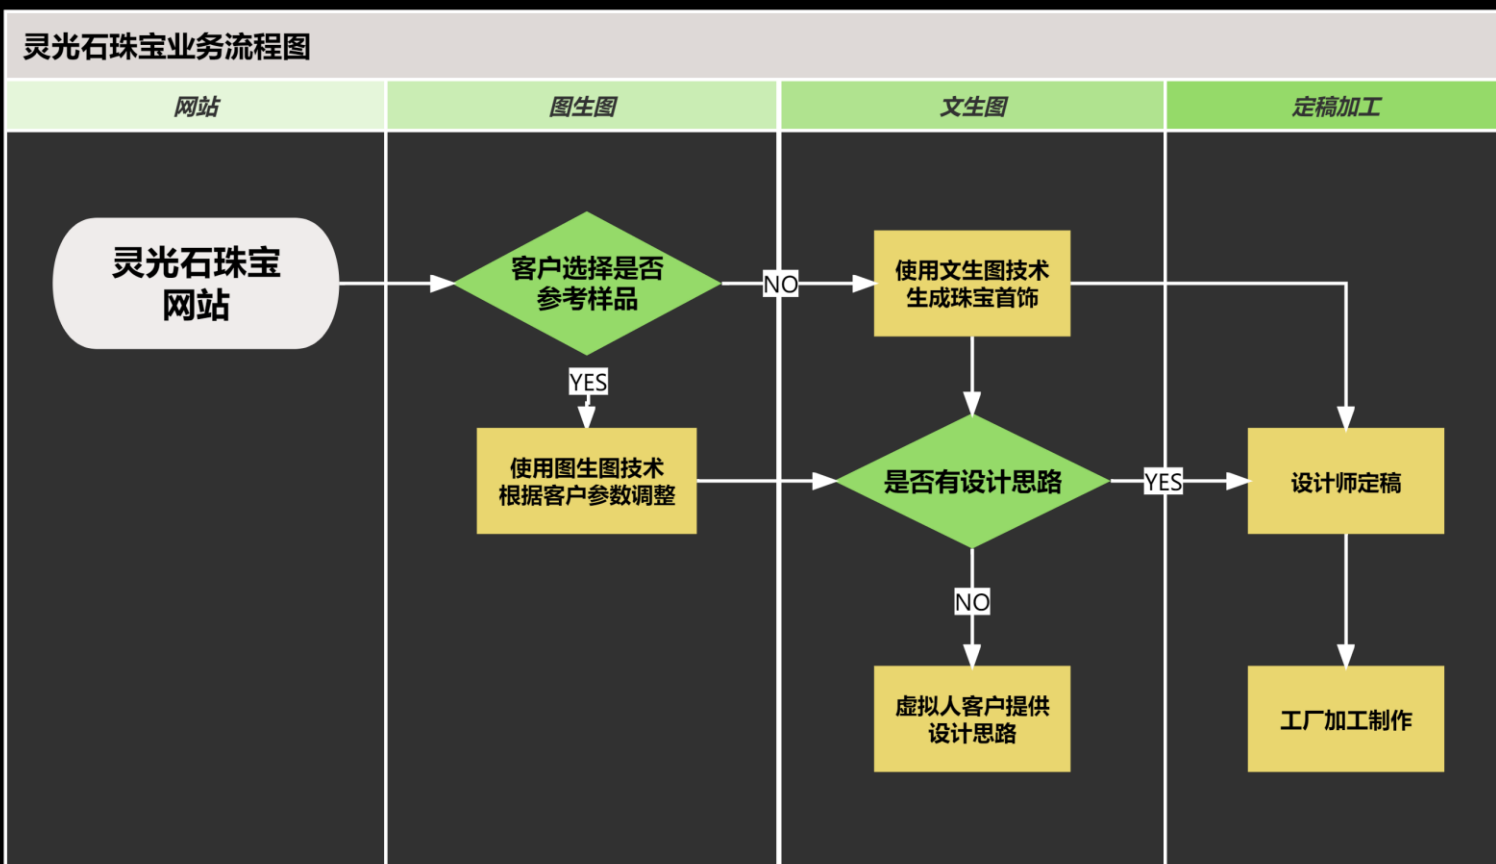 灵光石珠宝业务流程图
网站
图生图
文生图
定稿加工
灵光石珠宝
网站
客户选择是否
参考样品
NO
使用文生图技术
生成珠宝首饰
YES
使用图生图技术
根据客户参数调整
是否有设计思路
YES
设计师定稿
NO
虚拟人客户提供
设计思路
工厂加工制作